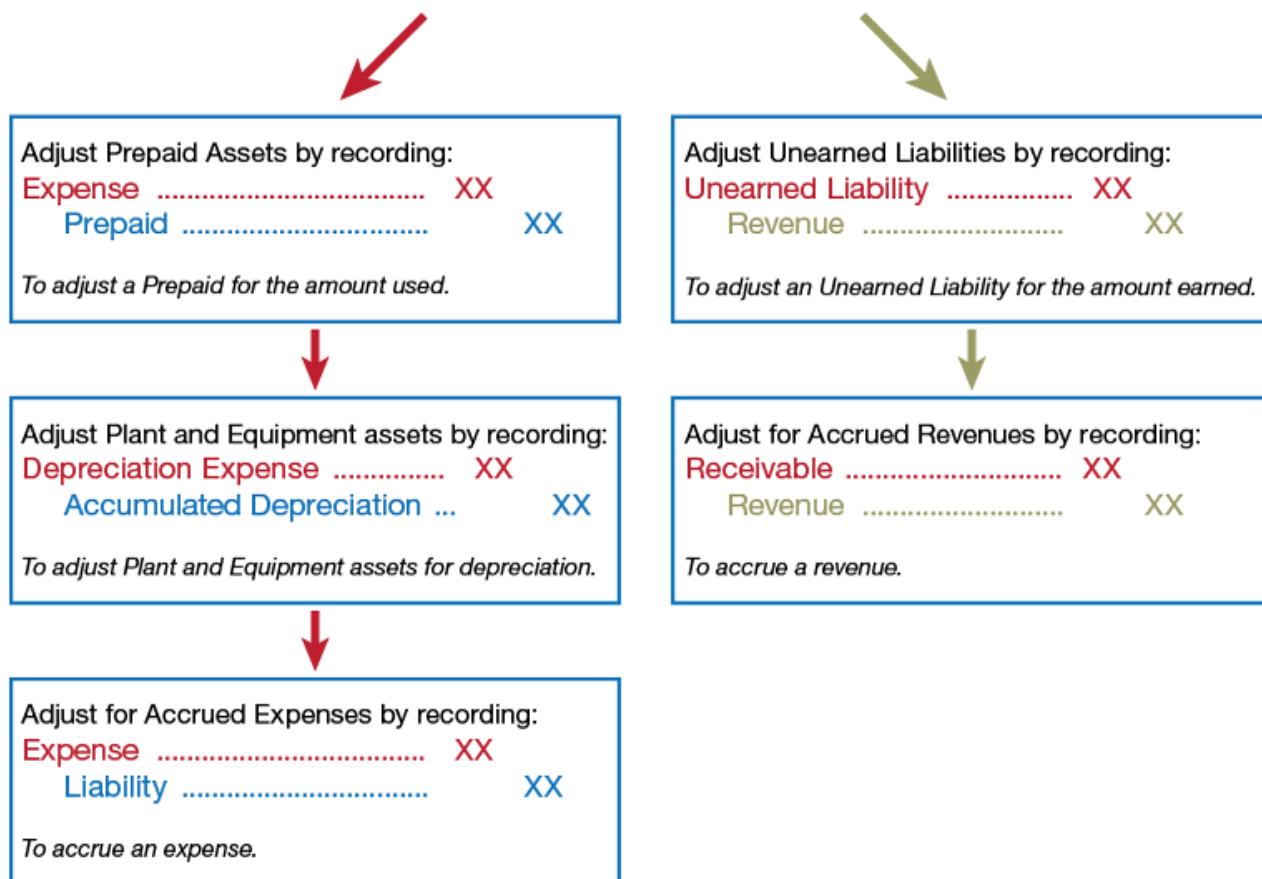 Adjust Prepaid Assets by recording:
Expense .................................... XX
Prepaid ................................. XX
To adjust a Prepaid for the amount used.
Adjust Plant and Equipment assets by recording:
Depreciation Expense ............... XX
Accumulated Depreciation ... XX
To adjust Plant and Equipment assets for depreciation.
Adjust for Accrued Expenses by recording:
Expense .................................... XX
Liability ................................. XX
To accrue an expense.
Adjust Unearned Liabilities by recording:
Unearned Liability ................. XX
Revenue ........................... XX
To adjust an Unearned Liability for the amount earned.
Adjust for Accrued Revenues by recording:
Receivable ............................. XX
Revenue ........................... XX
To accrue a revenue.